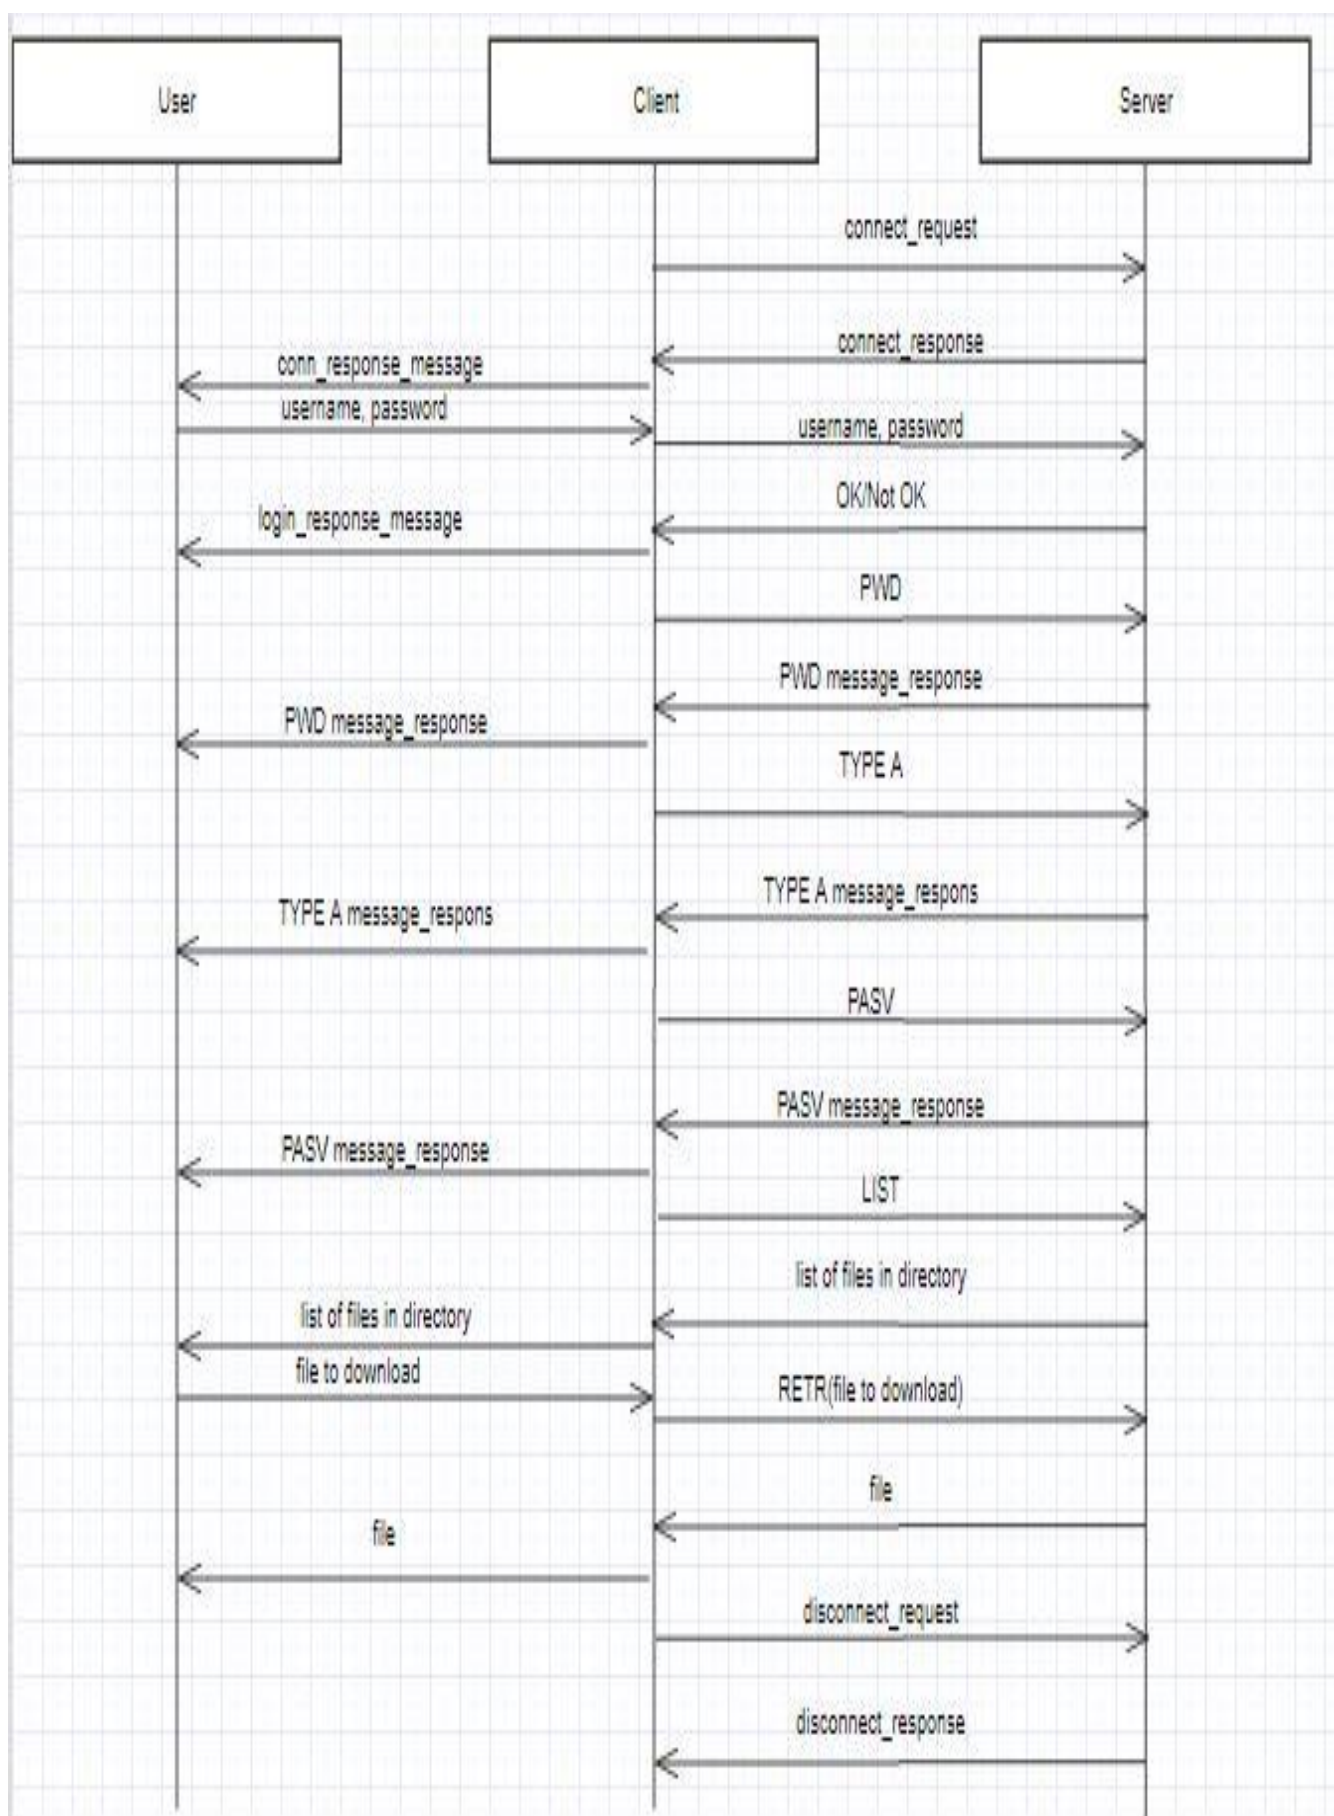 User
Client
Server
connect_request
connect_response
conn_response_message
username, password
username, password
OK/Not OK
login_response_message
PWD
PWD message_response
PWD message_response
TYPE A
TYPE A message_respons
TYPE A message_respons
PASV
PASV message_response
PASV message_response
LIST
list of files in directory
list of files in directory
file to download
RETR(file to download)
file
file
disconnect_request
disconnect_response